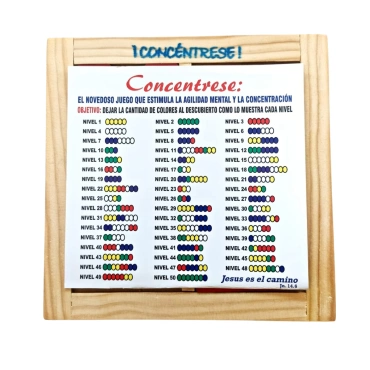 ¡CONCÉNTRESE!
Concentrese:
EL NOVEDOSO JUEGO QUE ESTIMULA LA AGILIDAD MENTAL Y LA CONCENTRACIÓN
OBJETIVO: DEJAR LA CANTIDAD DE COLORES AL DESCUBIERTO COMO LO MUESTRA CADA NIVEL
NIVEL 1 NIVEL 2 NIVEL 3
NIVEL 4 NIVEL 5 NIVEL 6
NIVEL 7 NIVEL 8 NIVEL 9
NIVEL 10 NIVEL 11 NIVEL 12
NIVEL 13 NIVEL 14 NIVEL 15
NIVEL 16 NIVEL 17 NIVEL 18
NIVEL 19 NIVEL 20 NIVEL 21
NIVEL 22 NIVEL 23 NIVEL 24
NIVEL 25 NIVEL 26 NIVEL 27
NIVEL 28 NIVEL 29 NIVEL 30
NIVEL 31 NIVEL 32 NIVEL 33
NIVEL 34 NIVEL 35 NIVEL 36
NIVEL 37 NIVEL 38 NIVEL 39
NIVEL 40 NIVEL 41 NIVEL 42
NIVEL 43 NIVEL 44 NIVEL 45
NIVEL 46 NIVEL 47 NIVEL 48
NIVEL 49 NIVEL 50
Jesus es el camino
Jn. 14.6